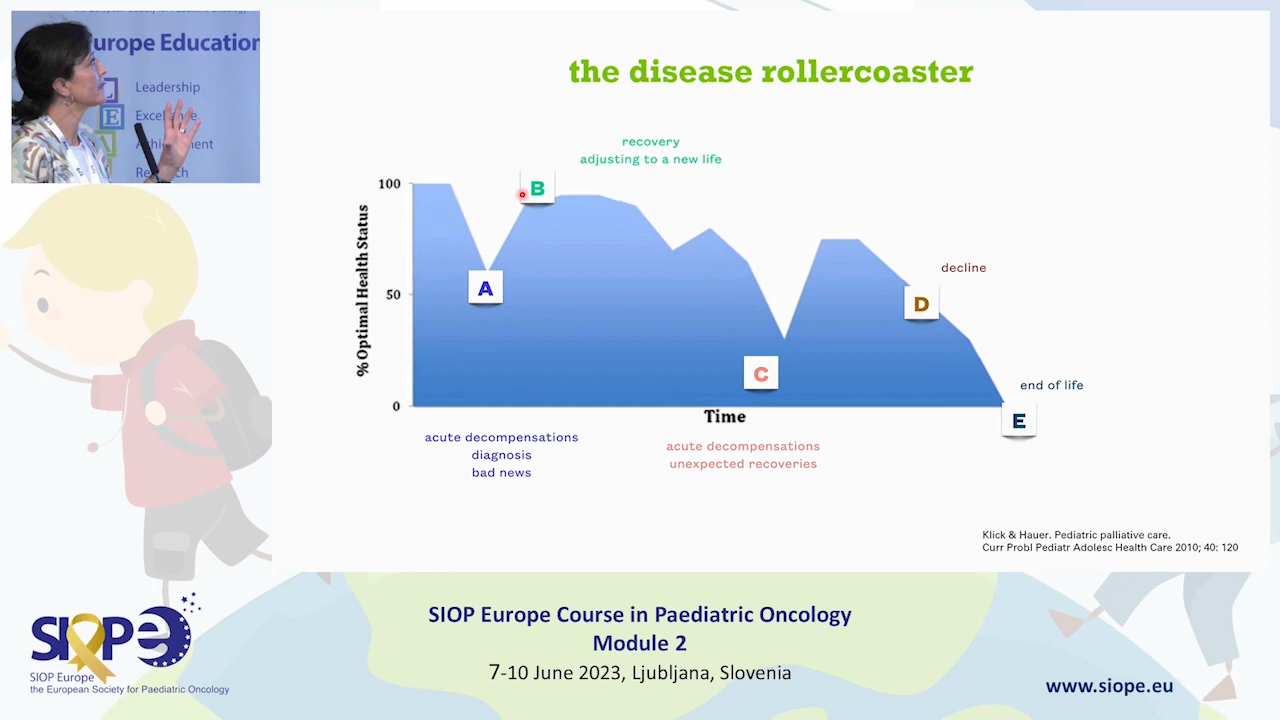 Europe Education
Leadership
Achievement
the disease rollercoaster
recovery
adjusting to a new life
% Optimal Health Status
100
50
0
A
B
C
D
E
decline
end of life
Time
acute decompensations
diagnosis
bad news
acute decompensations
unexpected recoveries
Klick & Hauer. Pediatric palliative care.
Curr Probl Pediatr Adolesc Health Care 2010; 40: 120
SIOP e
SIOP Europe
the European Society for Paediatric Oncology
SIOP Europe Course in Paediatric Oncology
Module 2
7-10 June 2023, Ljubljana, Slovenia
www.siope.eu